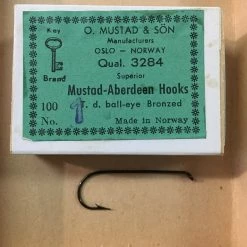 Key
Brand
O. MUSTAD & SÖN
Manufacturers
OSLO – NORWAY
Qual. 3284
Superior
Mustad-Aberdeen Hooks
100
T. d. ball-eye Bronzed
No.
Made in Norway